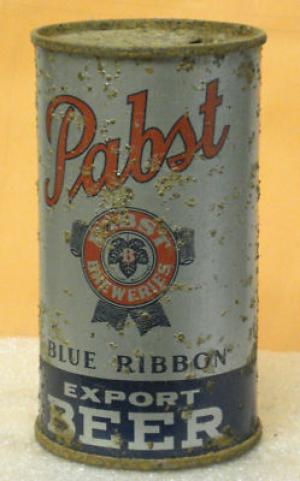 Pabst
PABST
B
BREWERIES
BLUE RIBBON
EXPORT
BEER